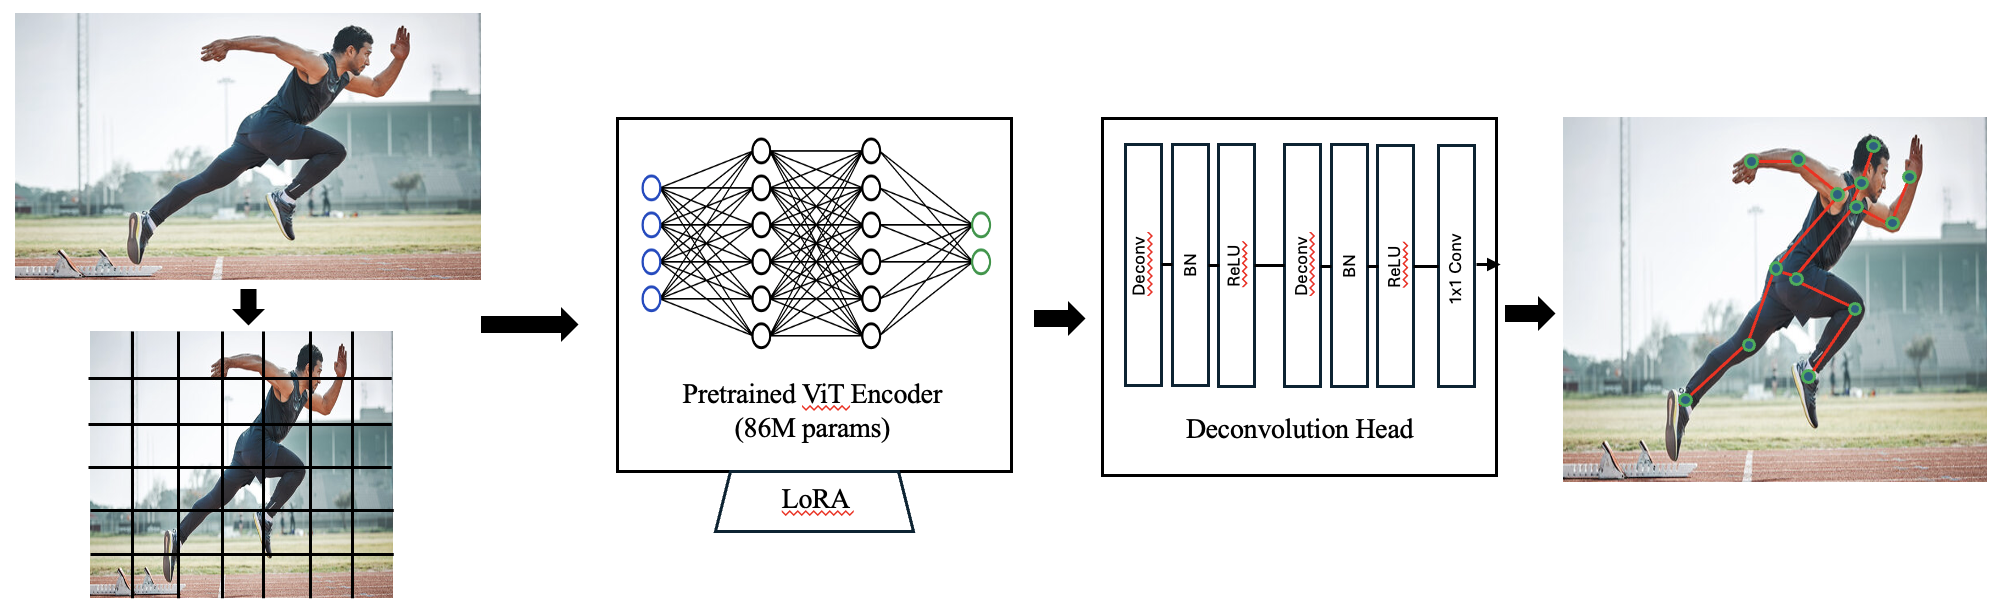 Pretrained ViT Encoder
(86M params)
LoRA
Deconv
BN
ReLU
Deconv
BN
ReLU
1x1 Conv
Deconvolution Head